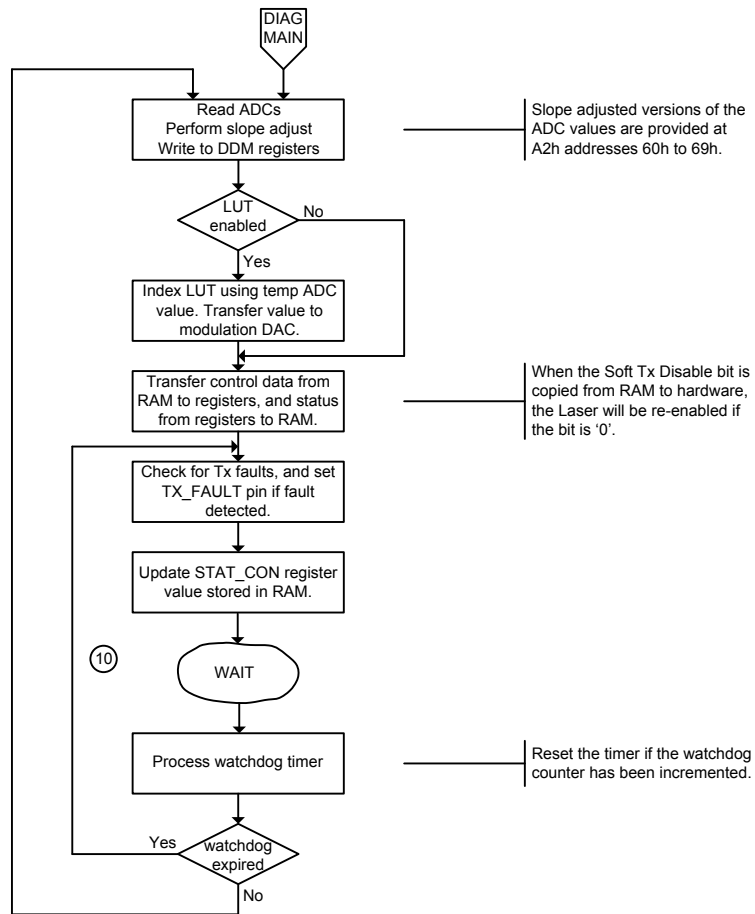 DIAG
MAIN
Read ADCs
Perform slope adjust
Write to DDM registers
Slope adjusted versions of the
ADC values are provided at
A2h addresses 60h to 69h.
LUT
enabled
No
Yes
Index LUT using temp ADC
value. Transfer value to
modulation DAC.
Transfer control data from
RAM to registers, and status
from registers to RAM.
When the Soft Tx Disable bit is
copied from RAM to hardware,
the Laser will be re-enabled if
the bit is ‘0’.
Check for Tx faults, and set
TX_FAULT pin if fault
detected.
Update STAT_CON register
value stored in RAM.
10
WAIT
Process watchdog timer
Reset the timer if the watchdog
counter has been incremented.
Yes
watchdog
expired
No